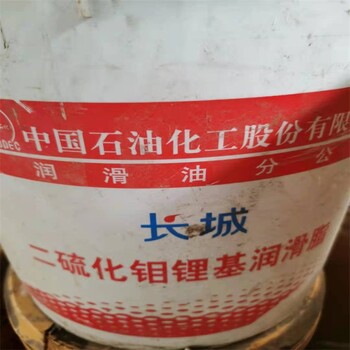 中国石油化工股份有限
润滑油分公
长城
二硫化钼锂基润滑脂